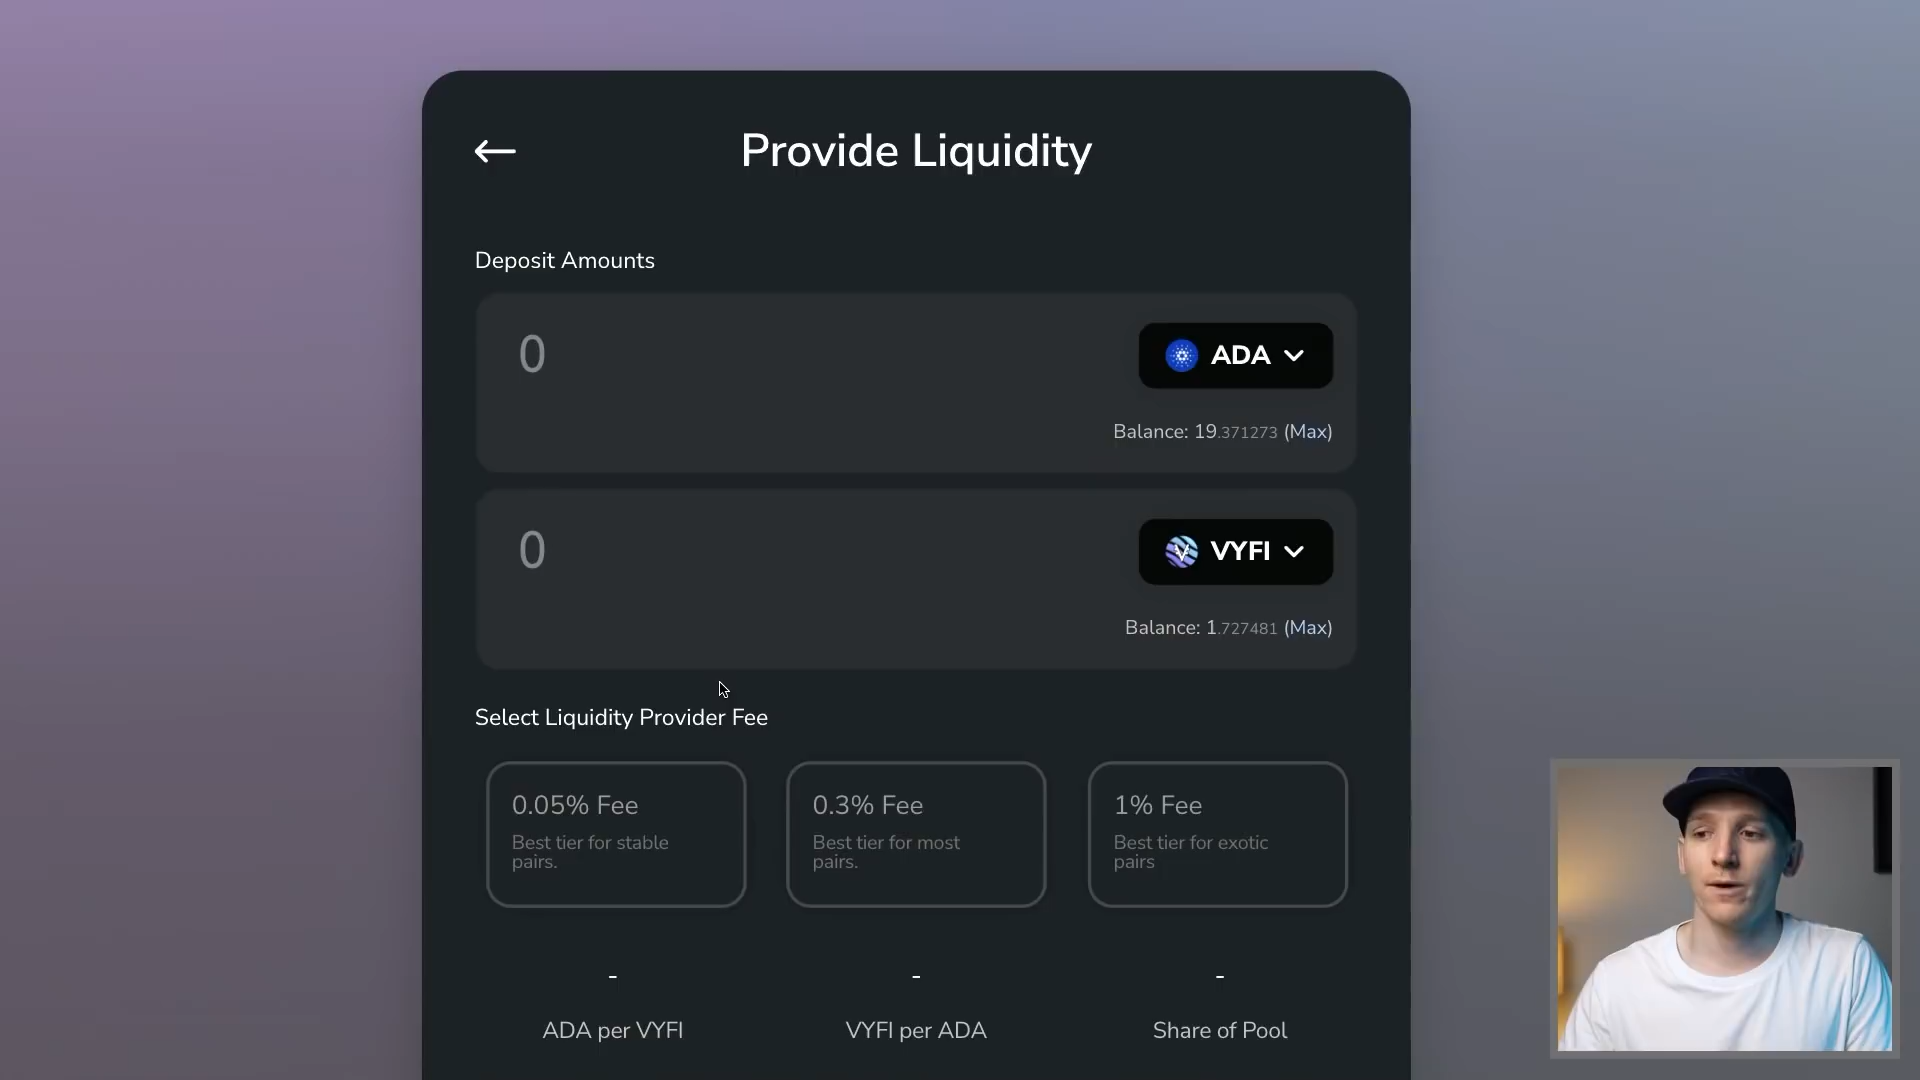 Provide Liquidity
Deposit Amounts
0
ADA
Balance: 19.371273 (Max)
0
VYFI
Balance: 1.727481 (Max)
Select Liquidity Provider Fee
0.05% Fee
Best tier for stable
pairs.
0.3% Fee
Best tier for most
pairs.
1% Fee
Best tier for exotic
pairs
- - -
ADA per VYFI
VYFI per ADA
Share of Pool